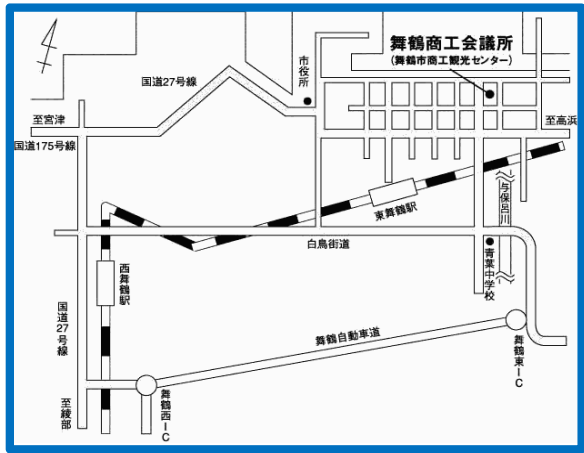 舞鶴商工会議所
(舞鶴市商工観光センター)
市役所
国道27号線
至宮津
国道175号線
至高浜
与保呂川
東舞鶴駅
白鳥街道
青葉中学校
西舞鶴駅
国道27号線
舞鶴自動車道
舞鶴東IC
至綾部
舞鶴西IC